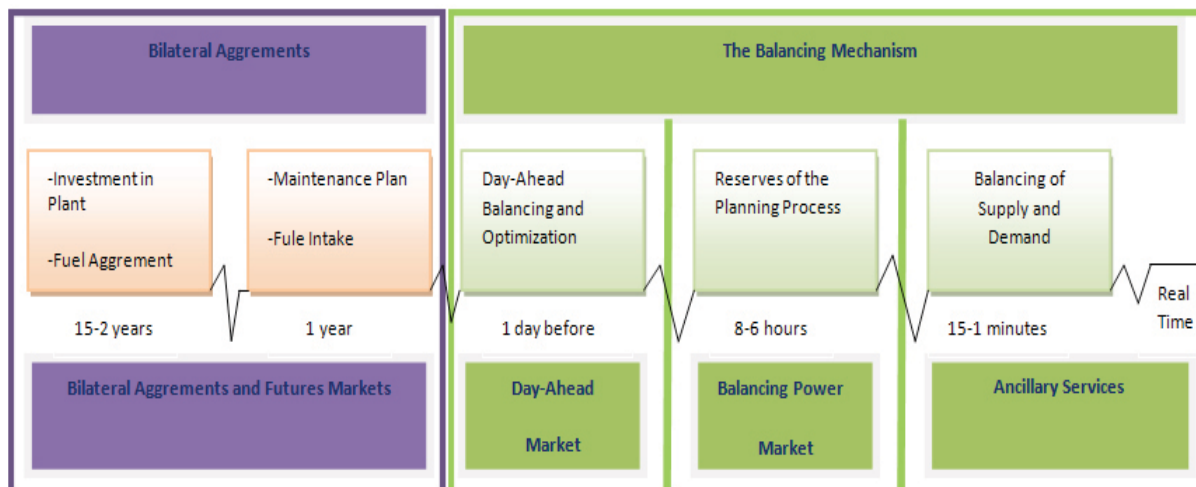 Bilateral Aggrements
The Balancing Mechanism
-Investment in
Plant
-Fuel Aggrement
-Maintenance Plan
-Fule Intake
Day-Ahead
Balancing and
Optimization
Reserves of the
Planning Process
Balancing of
Supply and
Demand
Real
Time
15-2 years
1 year
1 day before
8-6 hours
15-1 minutes
Bilateral Aggrements and Futures Markets
Day-Ahead
Market
Balancing Power
Market
Ancillary Services